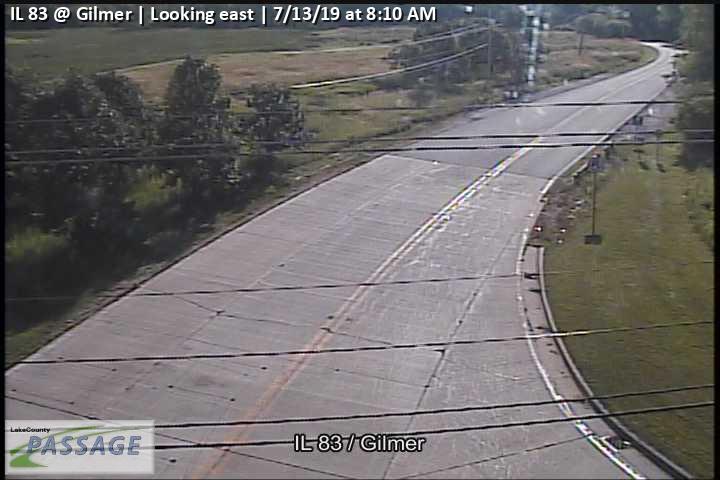 IL 83 @ Gilmer | Looking east | 7/13/19 at 8:10 AM
LakeCounty
PASSAGE
IL 83 / Gilmer